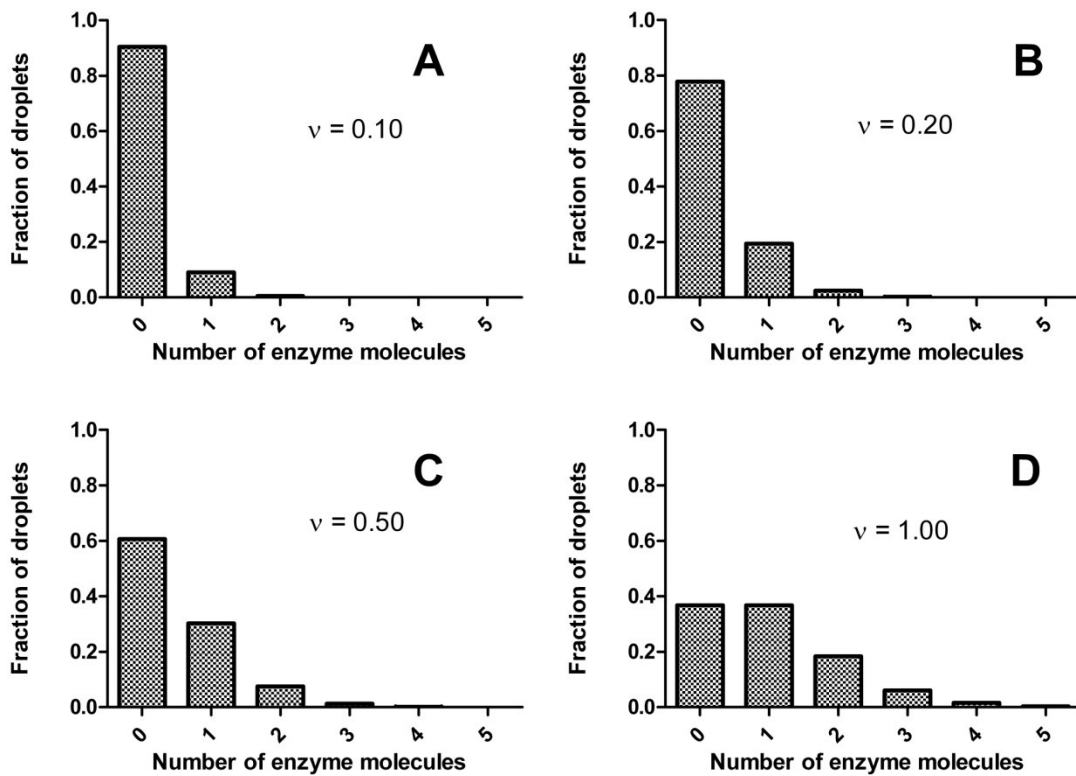 A
ν = 0.10
Fraction of droplets
1.0
0.8
0.6
0.4
0.2
0.0
0 1 2 3 4 5
Number of enzyme molecules
B
ν = 0.20
Fraction of droplets
1.0
0.8
0.6
0.4
0.2
0.0
0 1 2 3 4 5
Number of enzyme molecules
C
ν = 0.50
Fraction of droplets
1.0
0.8
0.6
0.4
0.2
0.0
0 1 2 3 4 5
Number of enzyme molecules
D
ν = 1.00
Fraction of droplets
1.0
0.8
0.6
0.4
0.2
0.0
0 1 2 3 4 5
Number of enzyme molecules